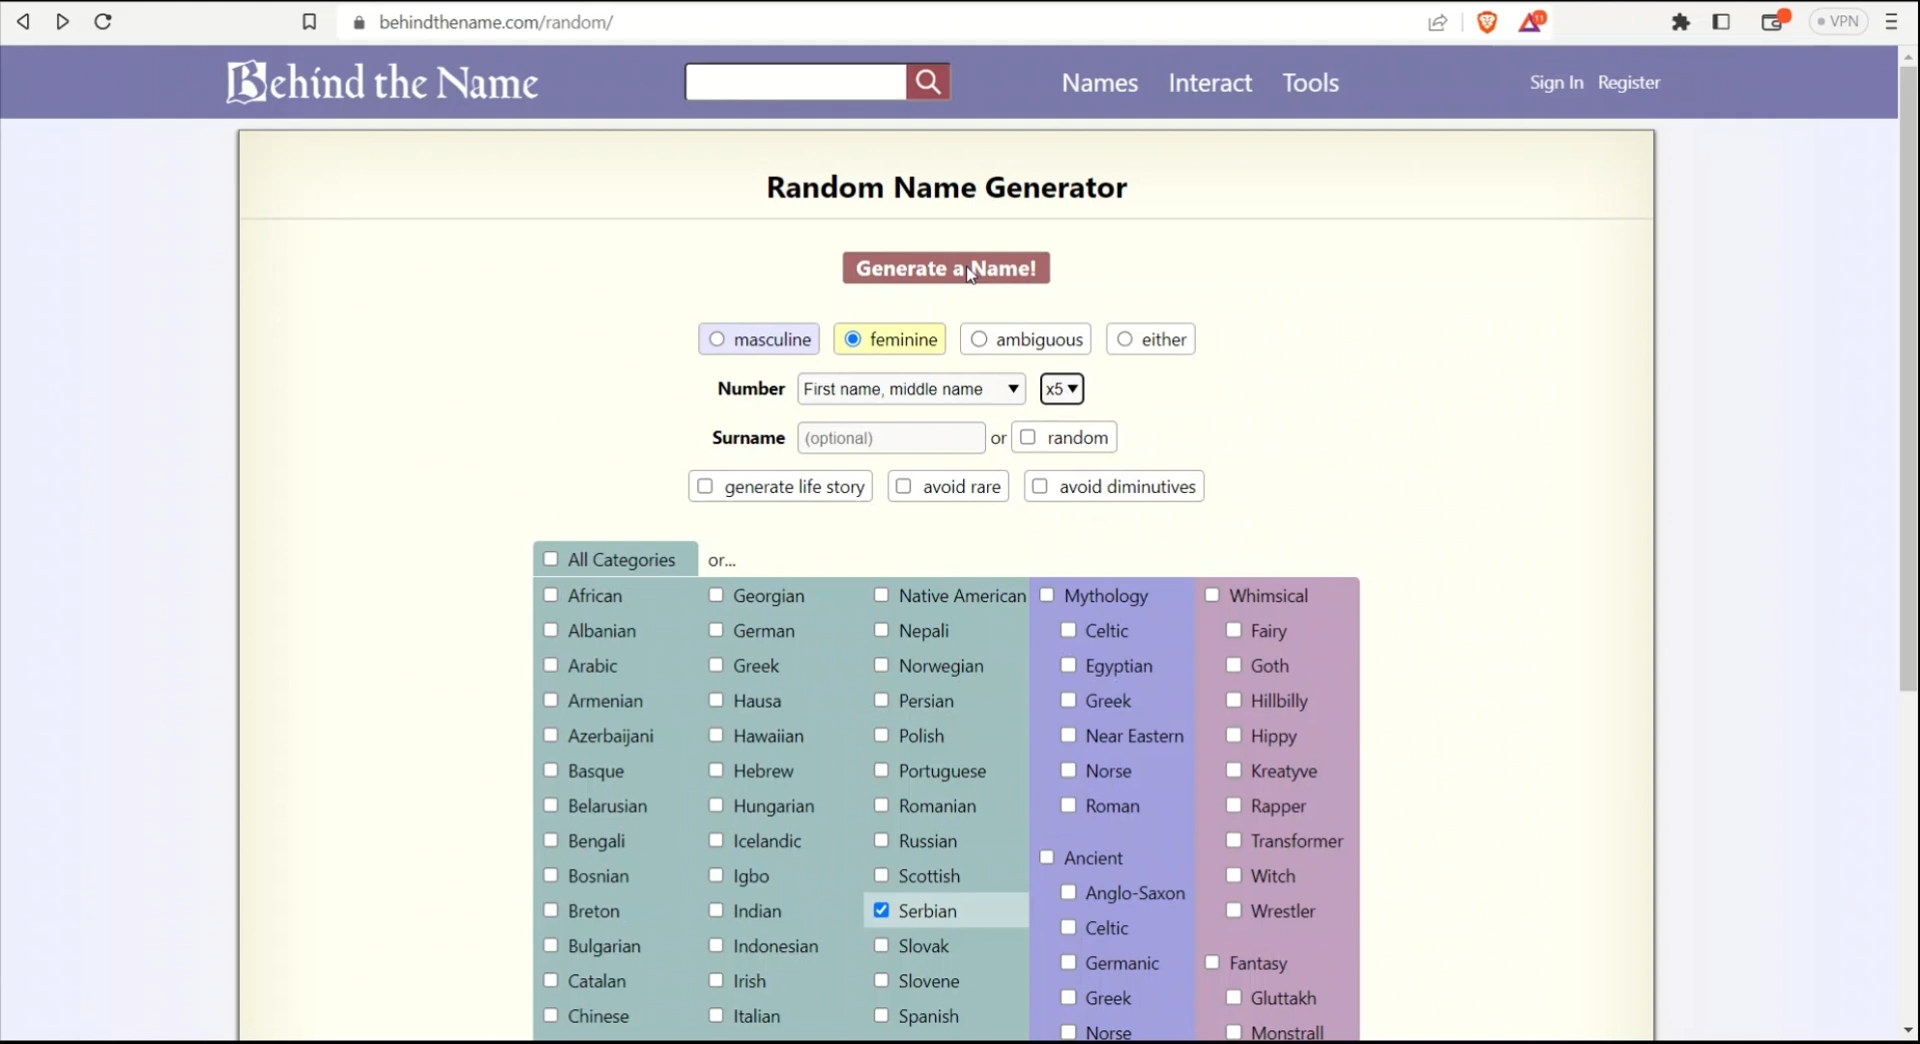 behindthename.com/random/
11
VPN
Behind the Name
Names Interact Tools
Sign In Register
Random Name Generator
Generate a Name!
masculine feminine ambiguous either
Number First name, middle name x5
Surname (optional) or random
generate life story avoid rare avoid diminutives
All Categories or...
African Georgian Native American Mythology Whimsical
Albanian German Nepali Celtic Fairy
Arabic Greek Norwegian Egyptian Goth
Armenian Hausa Persian Greek Hillbilly
Azerbaijani Hawaiian Polish Near Eastern Hippy
Basque Hebrew Portuguese Norse Kreatyve
Belarusian Hungarian Romanian Roman Rapper
Bengali Icelandic Russian Transformer
Ancient
Bosnian Igbo Scottish Witch
Anglo-Saxon
Breton Indian Serbian Wrestler
Celtic
Bulgarian Indonesian Slovak
Germanic Fantasy
Catalan Irish Slovene
Greek Gluttakh
Chinese Italian Spanish
Norse Monstrall